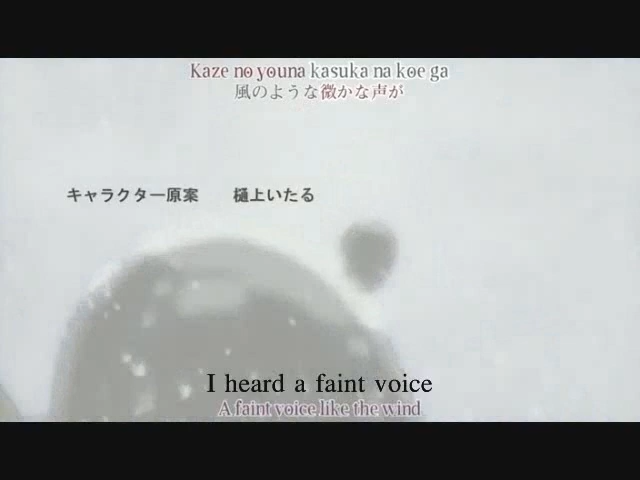 Kaze no youna kasuka na koe ga
風のような微かな声が
キャラクター原案 樋上いたる
I heard a faint voice
A faint voice like the wind